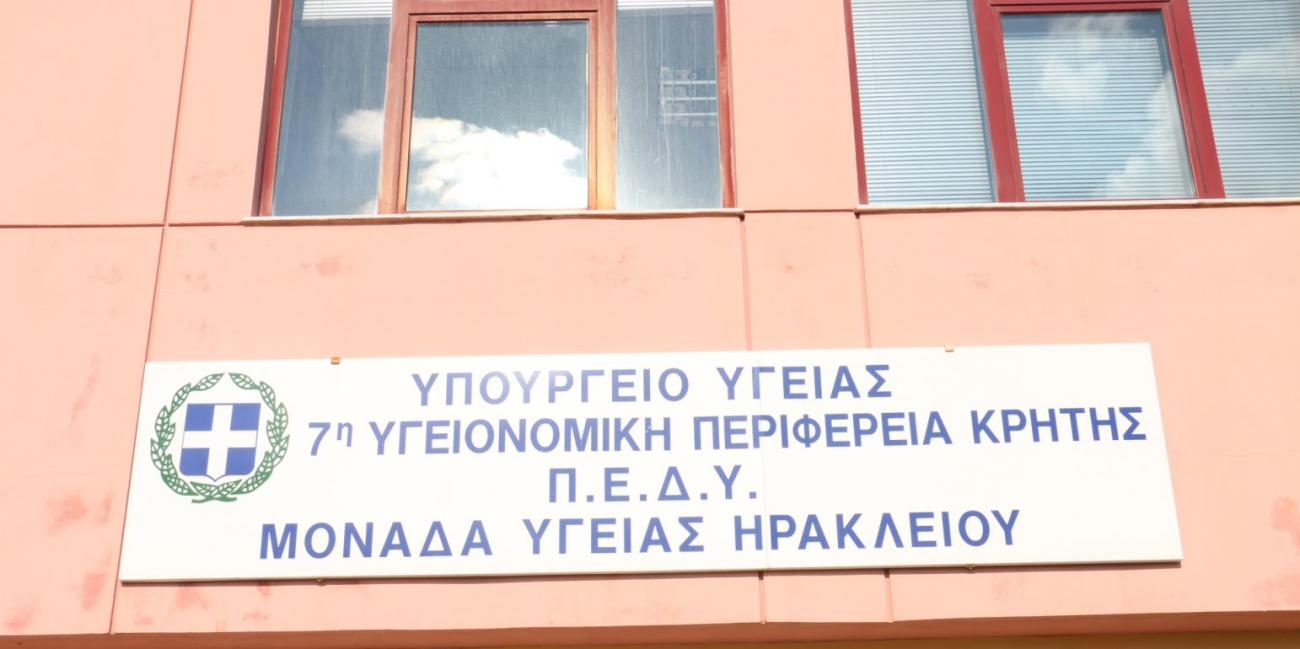 ΥΠΟΥΡΓΕΙΟ ΥΓΕΙΑΣ
7η ΥΓΕΙΟΝΟΜΙΚΗ ΠΕΡΙΦΕΡΕΙΑ ΚΡΗΤΗΣ
Π.Ε.Δ.Υ.
ΜΟΝΑΔΑ ΥΓΕΙΑΣ ΗΡΑΚΛΕΙΟΥ